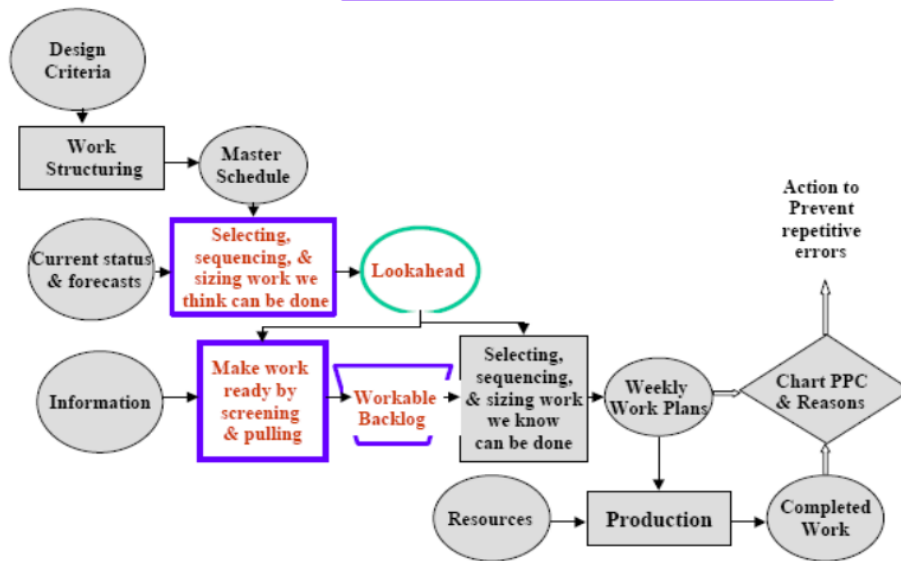 Design
Criteria
Work
Structuring
Master
Schedule
Current status
& forecasts
Selecting,
sequencing, &
sizing work we
think can be done
Lookahead
Action to
Prevent
repetitive
errors
Information
Make work
ready by
screening
& pulling
Workable
Backlog
Selecting,
sequencing,
& sizing work
we know
can be done
Weekly
Work Plans
Chart PPC
& Reasons
Resources
Production
Completed
Work